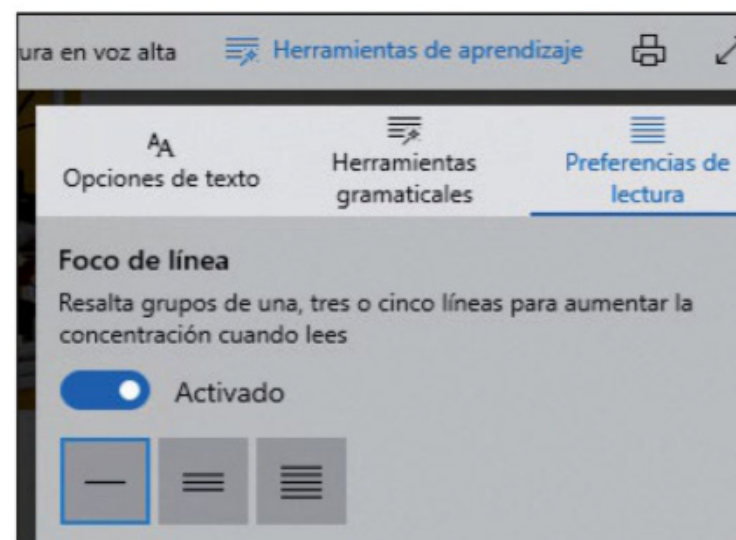 ura en voz alta
Herramientas de aprendizaje
AA
Opciones de texto
Herramientas
gramaticales
Preferencias de
lectura
Foco de línea
Resalta grupos de una, tres o cinco líneas para aumentar la
concentración cuando lees
Activado